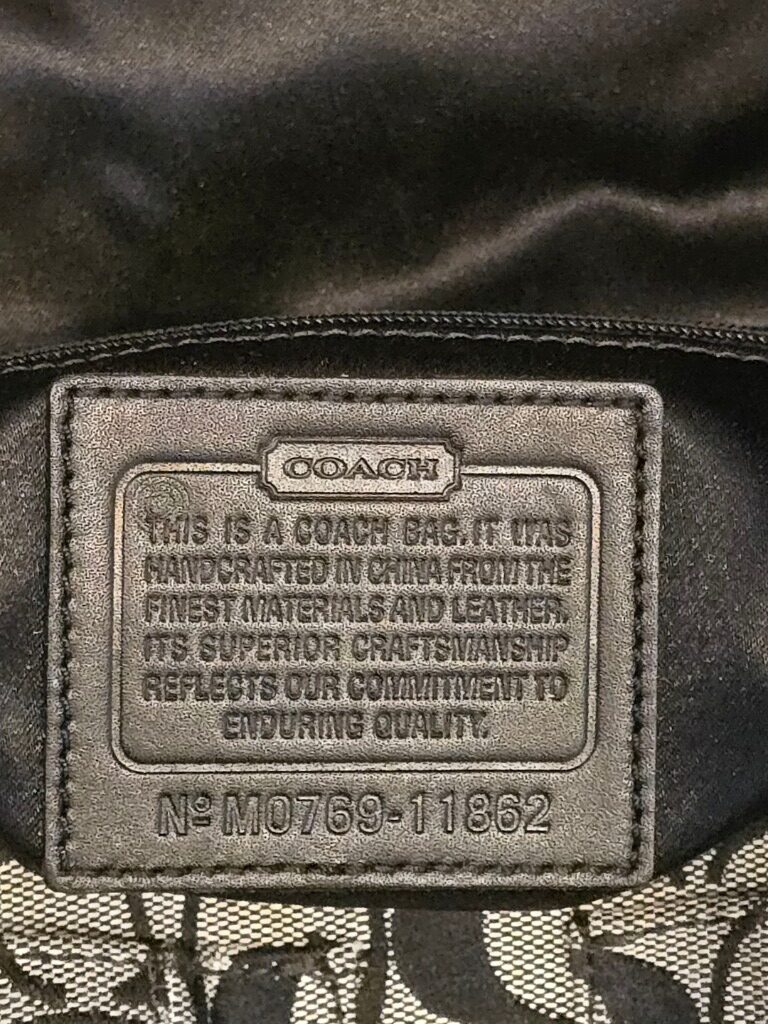 COACH
THIS IS A COACH BAG. IT WAS
HANDCRAFTED IN CHINA FROM THE
FINEST MATERIALS AND LEATHER.
ITS SUPERIOR CRAFTSMANSHIP
REFLECTS OUR COMMITMENT TO
ENDURING QUALITY.
Nº M0769-11862